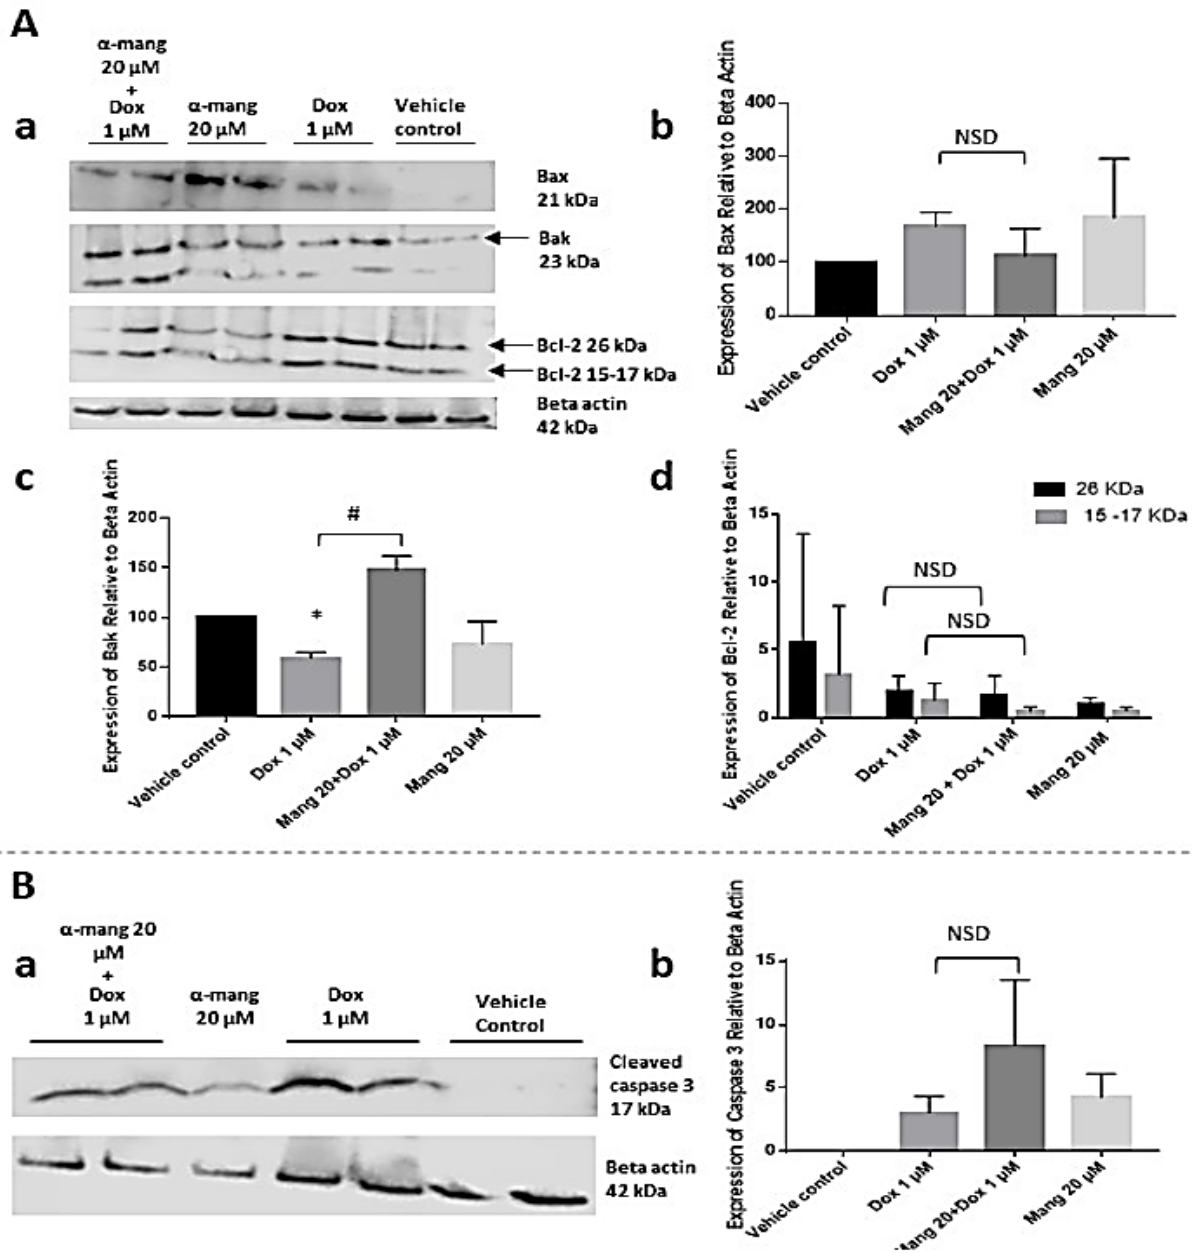 A
α-mang
20 μM
+
Dox
1 μM
α-mang
20 μM
Dox
1 μM
Vehicle
control
a
Bax
21 kDa
Bak
23 kDa
Bcl-2 26 kDa
Bcl-2 15-17 kDa
Beta actin
42 kDa
b
Expression of Bax Relative to Beta Actin
400
300
200
100
0
NSD
Vehicle control
Dox 1 μM
Mang 20+Dox 1 μM
Mang 20 μM
c
Expression of Bak Relative to Beta Actin
200
150
100
50
0
#
*
Vehicle control
Dox 1 μM
Mang 20+Dox 1 μM
Mang 20 μM
d
Expression of Bcl-2 Relative to Beta Actin
15
10
5
0
26 KDa
15 -17 KDa
NSD
NSD
Vehicle control
Dox 1 μM
Mang 20 + Dox 1 μM
Mang 20 μM
B
α-mang 20
μM
+
Dox
1 μM
α-mang
20 μM
Dox
1 μM
Vehicle
Control
a
Cleaved
caspase 3
17 kDa
Beta actin
42 kDa
b
Expression of Caspase 3 Relative to Beta Actin
15
10
5
0
NSD
Vehicle control
Dox 1 μM
Mang 20+Dox 1 μM
Mang 20 μM